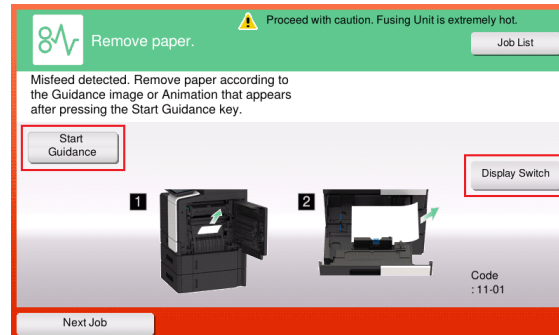 Proceed with caution. Fusing Unit is extremely hot.
Remove paper.
Job List
Misfeed detected. Remove paper according to
the Guidance image or Animation that appears
after pressing the Start Guidance key.
Start
Guidance
Display Switch
1
2
Code
: 11-01
Next Job